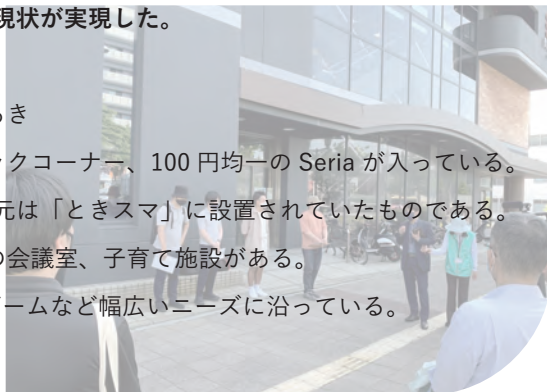 現状が実現した。
き
ックコーナー、100 円均一の Seria が入っている。
元は「ときスマ」に設置されていたものである。
の会議室、子育て施設がある。
ームなど幅広いニーズに沿っている。